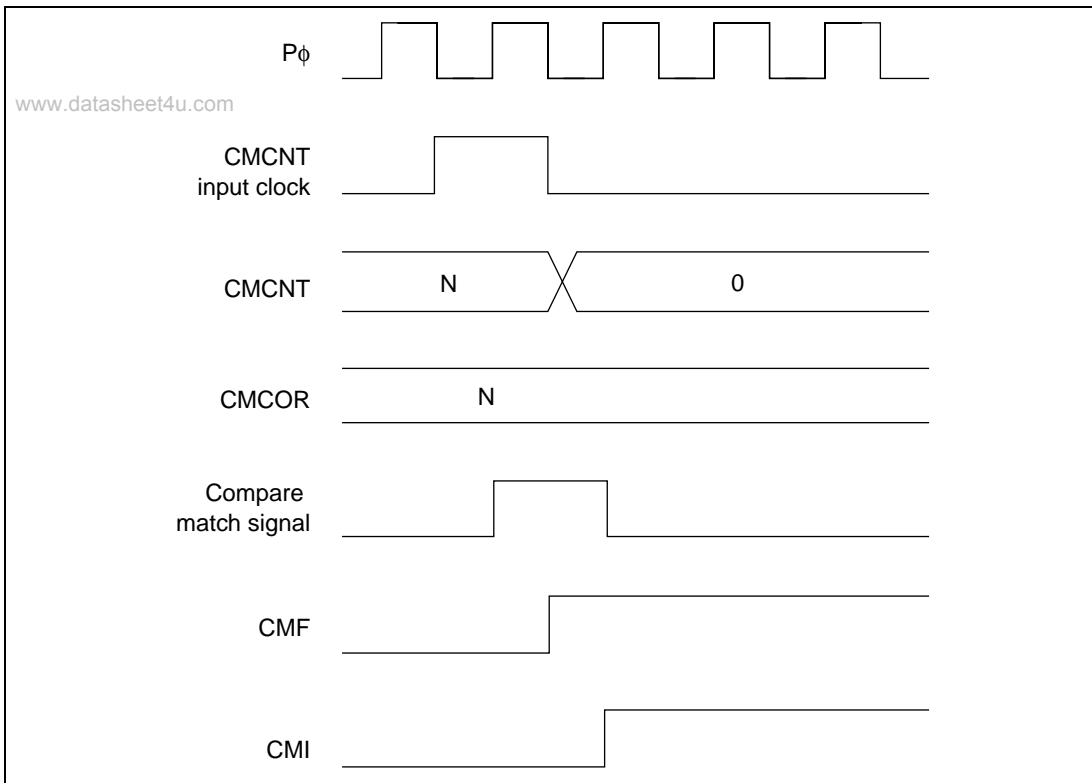 Pϕ
www.datasheet4u.com
CMCNT
input clock
CMCNT
N
0
CMCOR
N
Compare
match signal
CMF
CMI